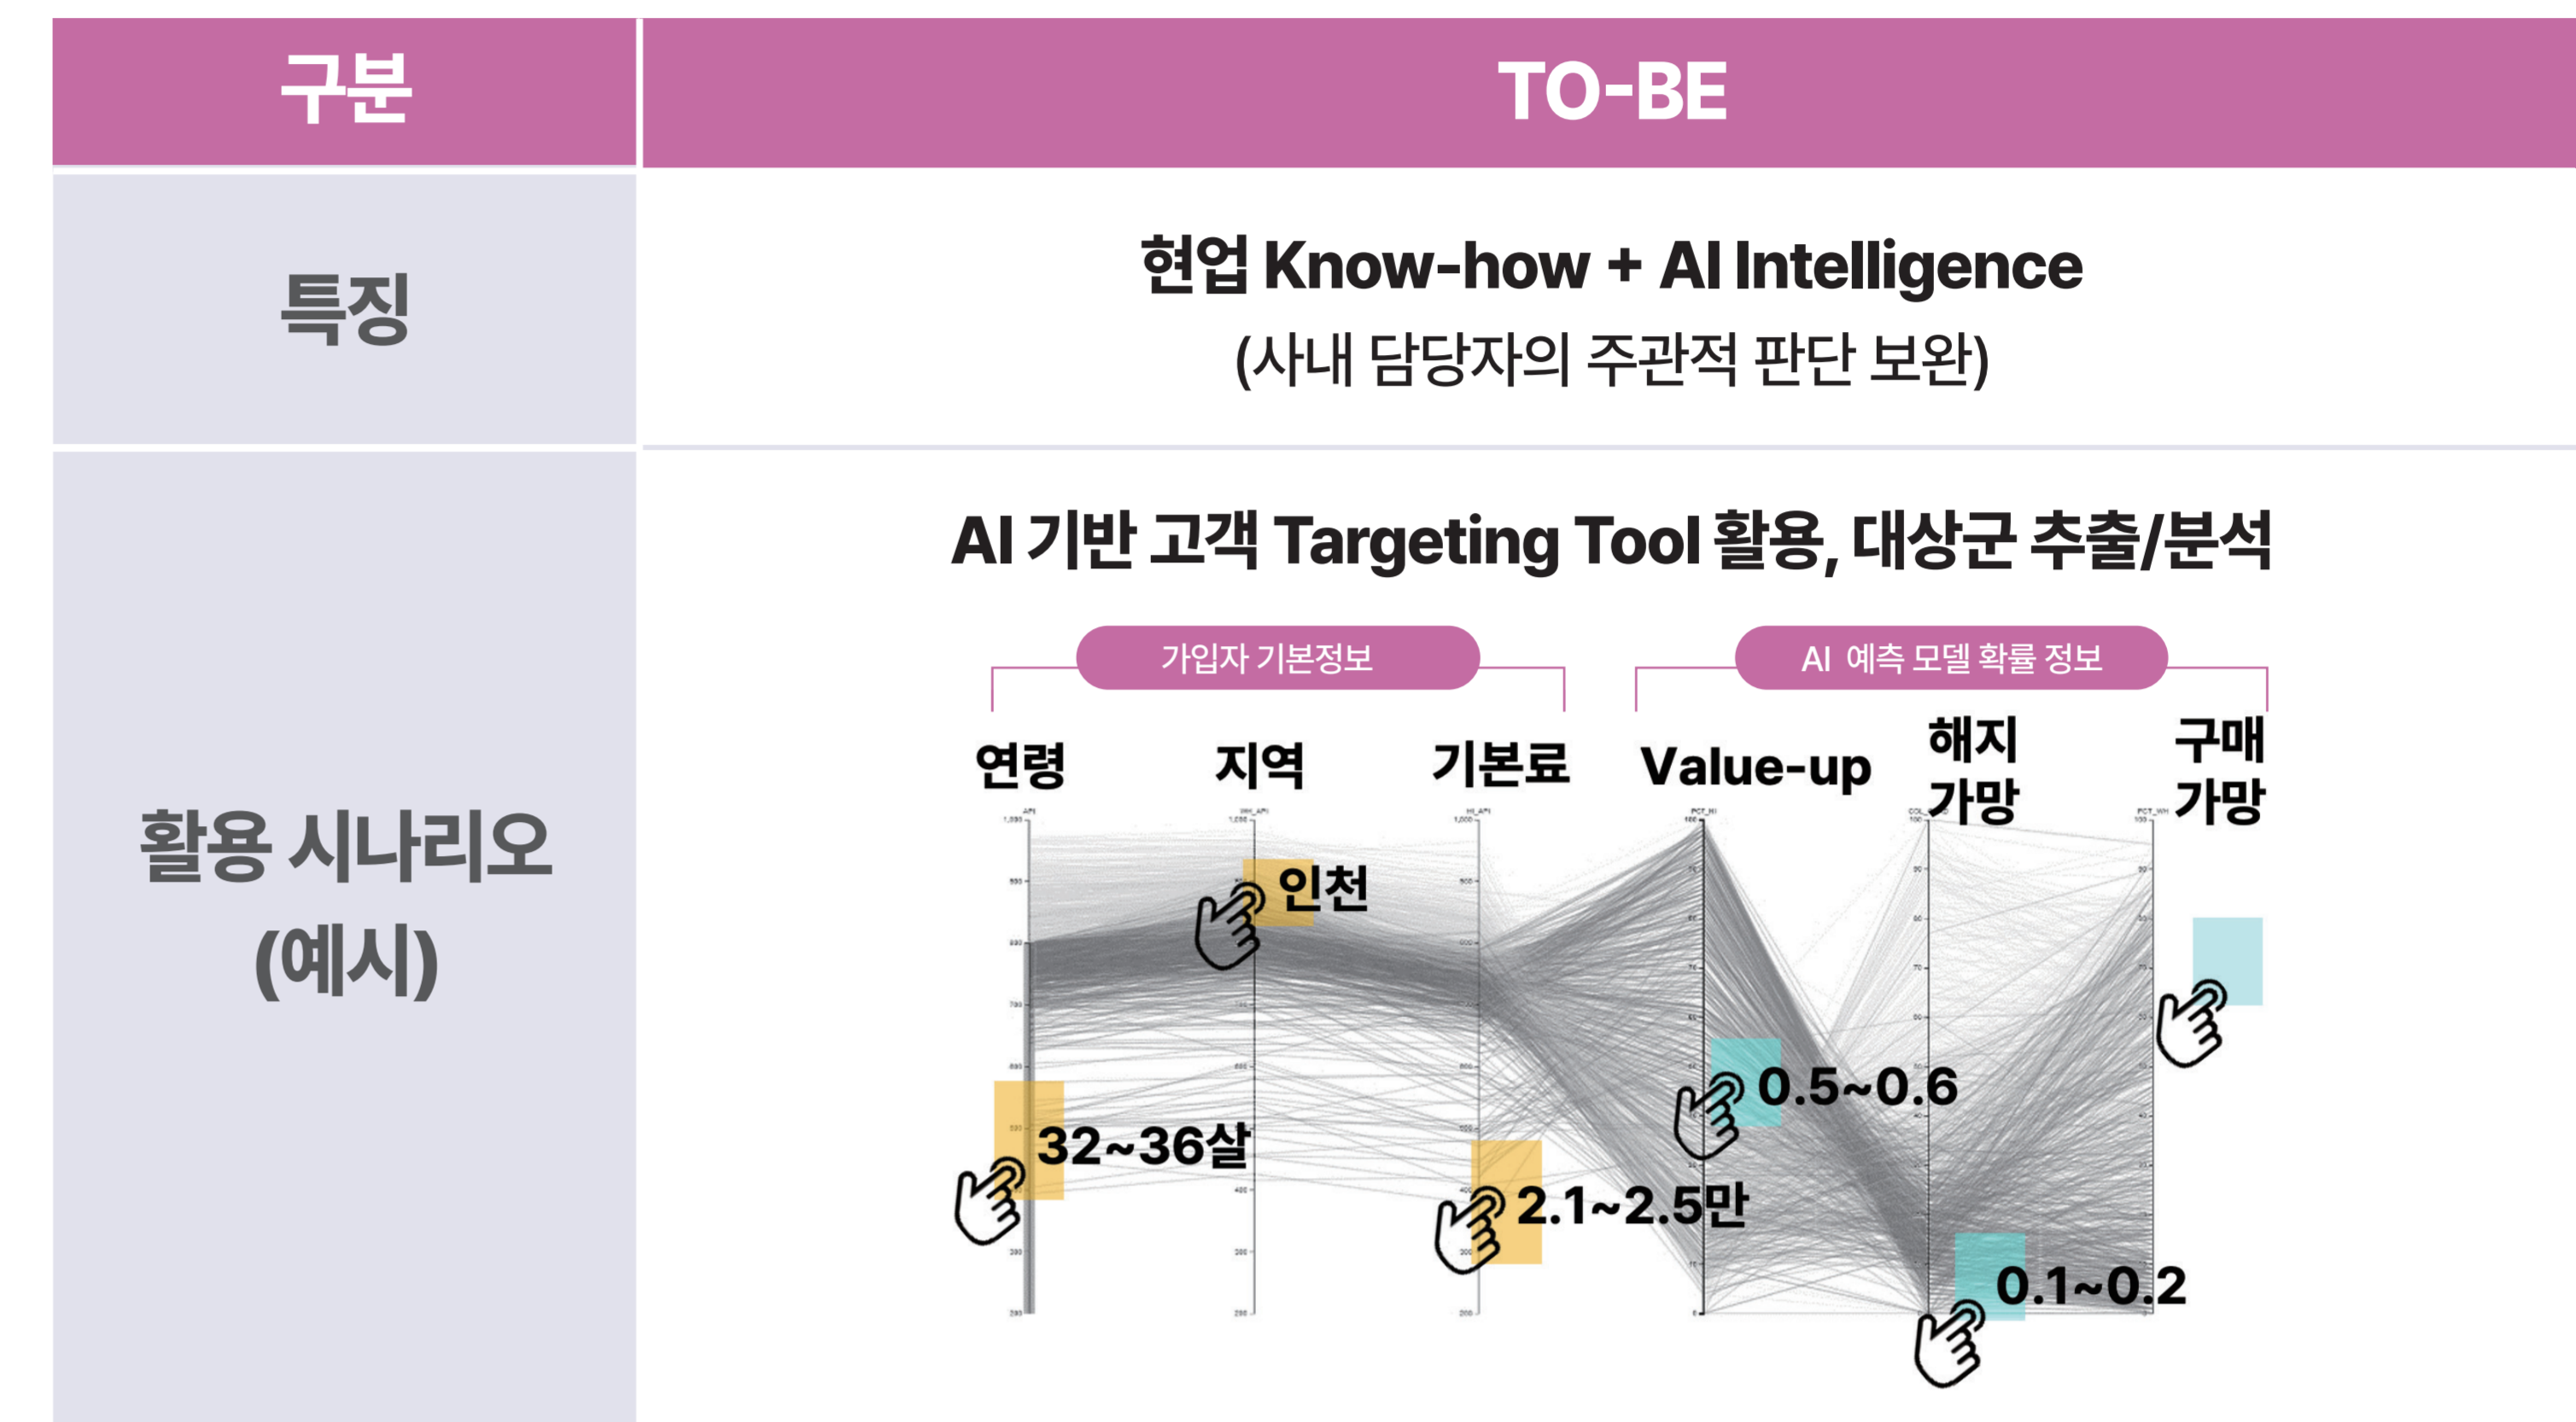 구분
TO-BE
특징
현업 Know-how + AI Intelligence
(사내 담당자의 주관적 판단 보완)
활용 시나리오
(예시)
AI 기반 고객 Targeting Tool 활용, 대상군 추출/분석
가입자 기본정보
AI 예측 모델 확률 정보
연령
지역
기본료
Value-up
해지
가망
구매
가망
인천
32~36살
2.1~2.5만
0.5~0.6
0.1~0.2